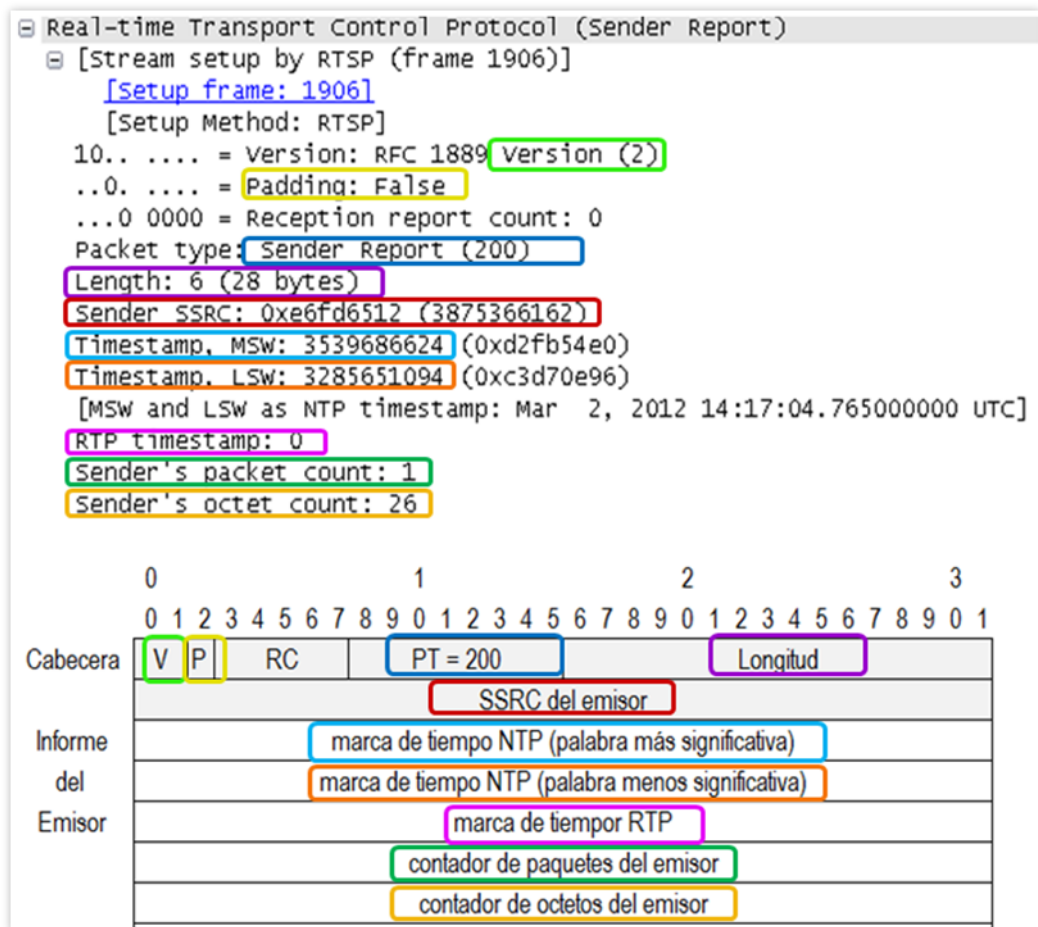 Real-time Transport Control Protocol (Sender Report)
[Stream setup by RTSP (frame 1906)]
[Setup frame: 1906]
[Setup Method: RTSP]
10.. .... = Version: RFC 1889 Version (2)
..0. .... = Padding: False
...0 0000 = Reception report count: 0
Packet type: Sender Report (200)
Length: 6 (28 bytes)
Sender SSRC: 0xe6fd6512 (3875366162)
Timestamp, MSW: 3539686624 (0xd2fb54e0)
Timestamp, LSW: 3285651094 (0xc3d70e96)
[MSW and LSW as NTP timestamp: Mar  2, 2012 14:17:04.765000000 UTC]
RTP timestamp: 0
Sender's packet count: 1
Sender's octet count: 26
0 1 2 3
0 1 2 3 4 5 6 7 8 9 0 1 2 3 4 5 6 7 8 9 0 1 2 3 4 5 6 7 8 9 0 1
Cabecera V P RC PT = 200 Longitud
SSRC del emisor
Informe marca de tiempo NTP (palabra más significativa)
del marca de tiempo NTP (palabra menos significativa)
Emisor marca de tiempor RTP
contador de paquetes del emisor
contador de octetos del emisor